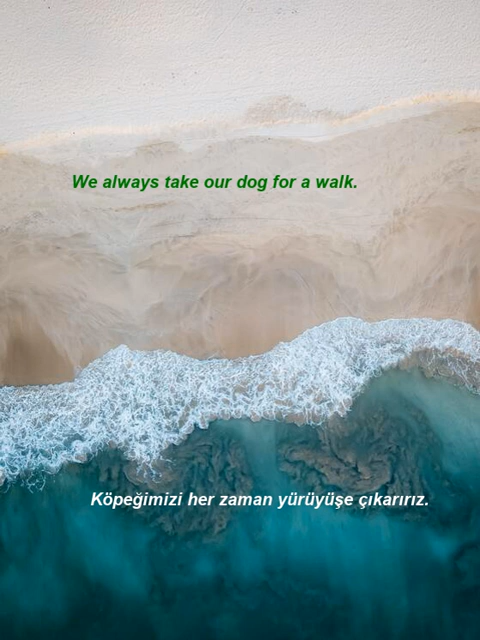 We always take our dog for a walk.
Köpeğimizi her zaman yürüyüşe çıkarırız.